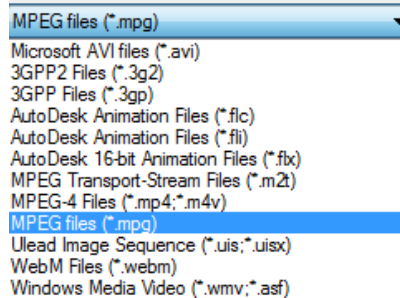 MPEG files (*.mpg)
Microsoft AVI files (*.avi)
3GPP2 Files (*.3g2)
3GPP Files (*.3gp)
AutoDesk Animation Files (*.flc)
AutoDesk Animation Files (*.fli)
AutoDesk 16-bit Animation Files (*.flx)
MPEG Transport-Stream Files (*.m2t)
MPEG-4 Files (*.mp4;*.m4v)
MPEG files (*.mpg)
Ulead Image Sequence (*.uis;*.uisx)
WebM Files (*.webm)
Windows Media Video (*.wmv;*.asf)